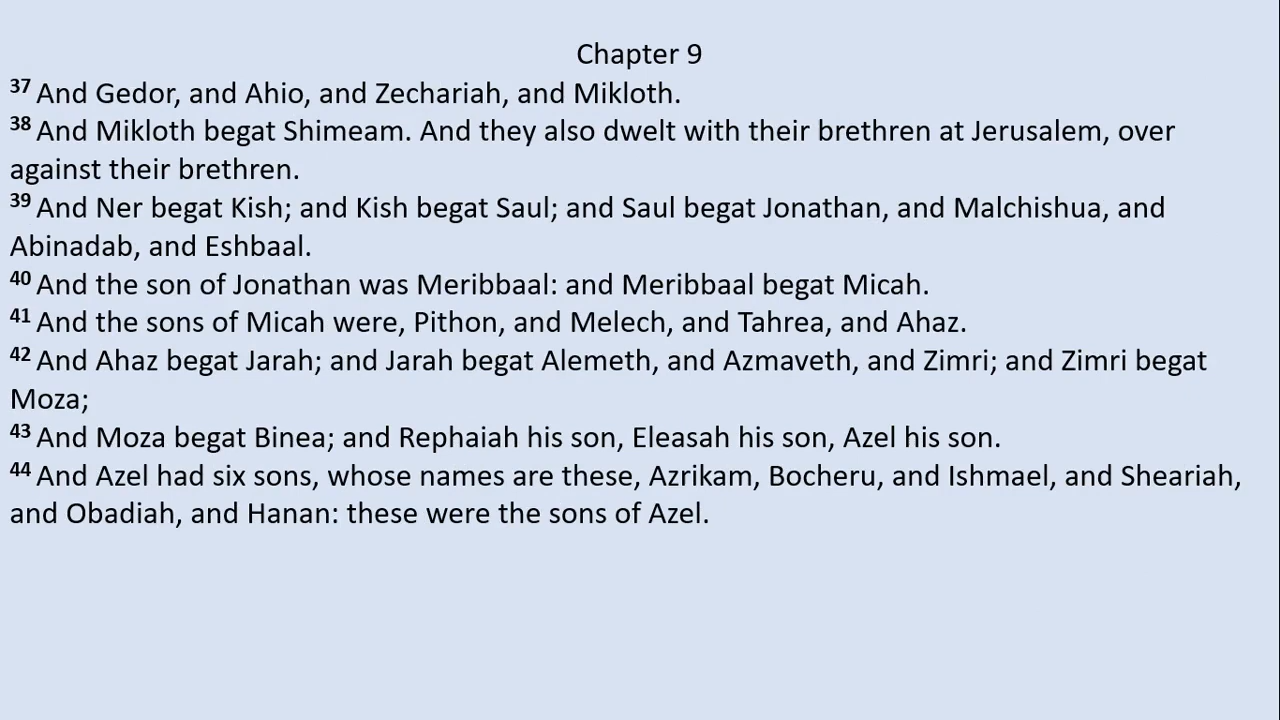 Chapter 9
37 And Gedor, and Ahio, and Zechariah, and Mikloth.
38 And Mikloth begat Shimeam. And they also dwelt with their brethren at Jerusalem, over
against their brethren.
39 And Ner begat Kish; and Kish begat Saul; and Saul begat Jonathan, and Malchishua, and
Abinadab, and Eshbaal.
40 And the son of Jonathan was Meribbaal: and Meribbaal begat Micah.
41 And the sons of Micah were, Pithon, and Melech, and Tahrea, and Ahaz.
42 And Ahaz begat Jarah; and Jarah begat Alemeth, and Azmaveth, and Zimri; and Zimri begat
Moza;
43 And Moza begat Binea; and Rephaiah his son, Eleasah his son, Azel his son.
44 And Azel had six sons, whose names are these, Azrikam, Bocheru, and Ishmael, and Sheariah,
and Obadiah, and Hanan: these were the sons of Azel.